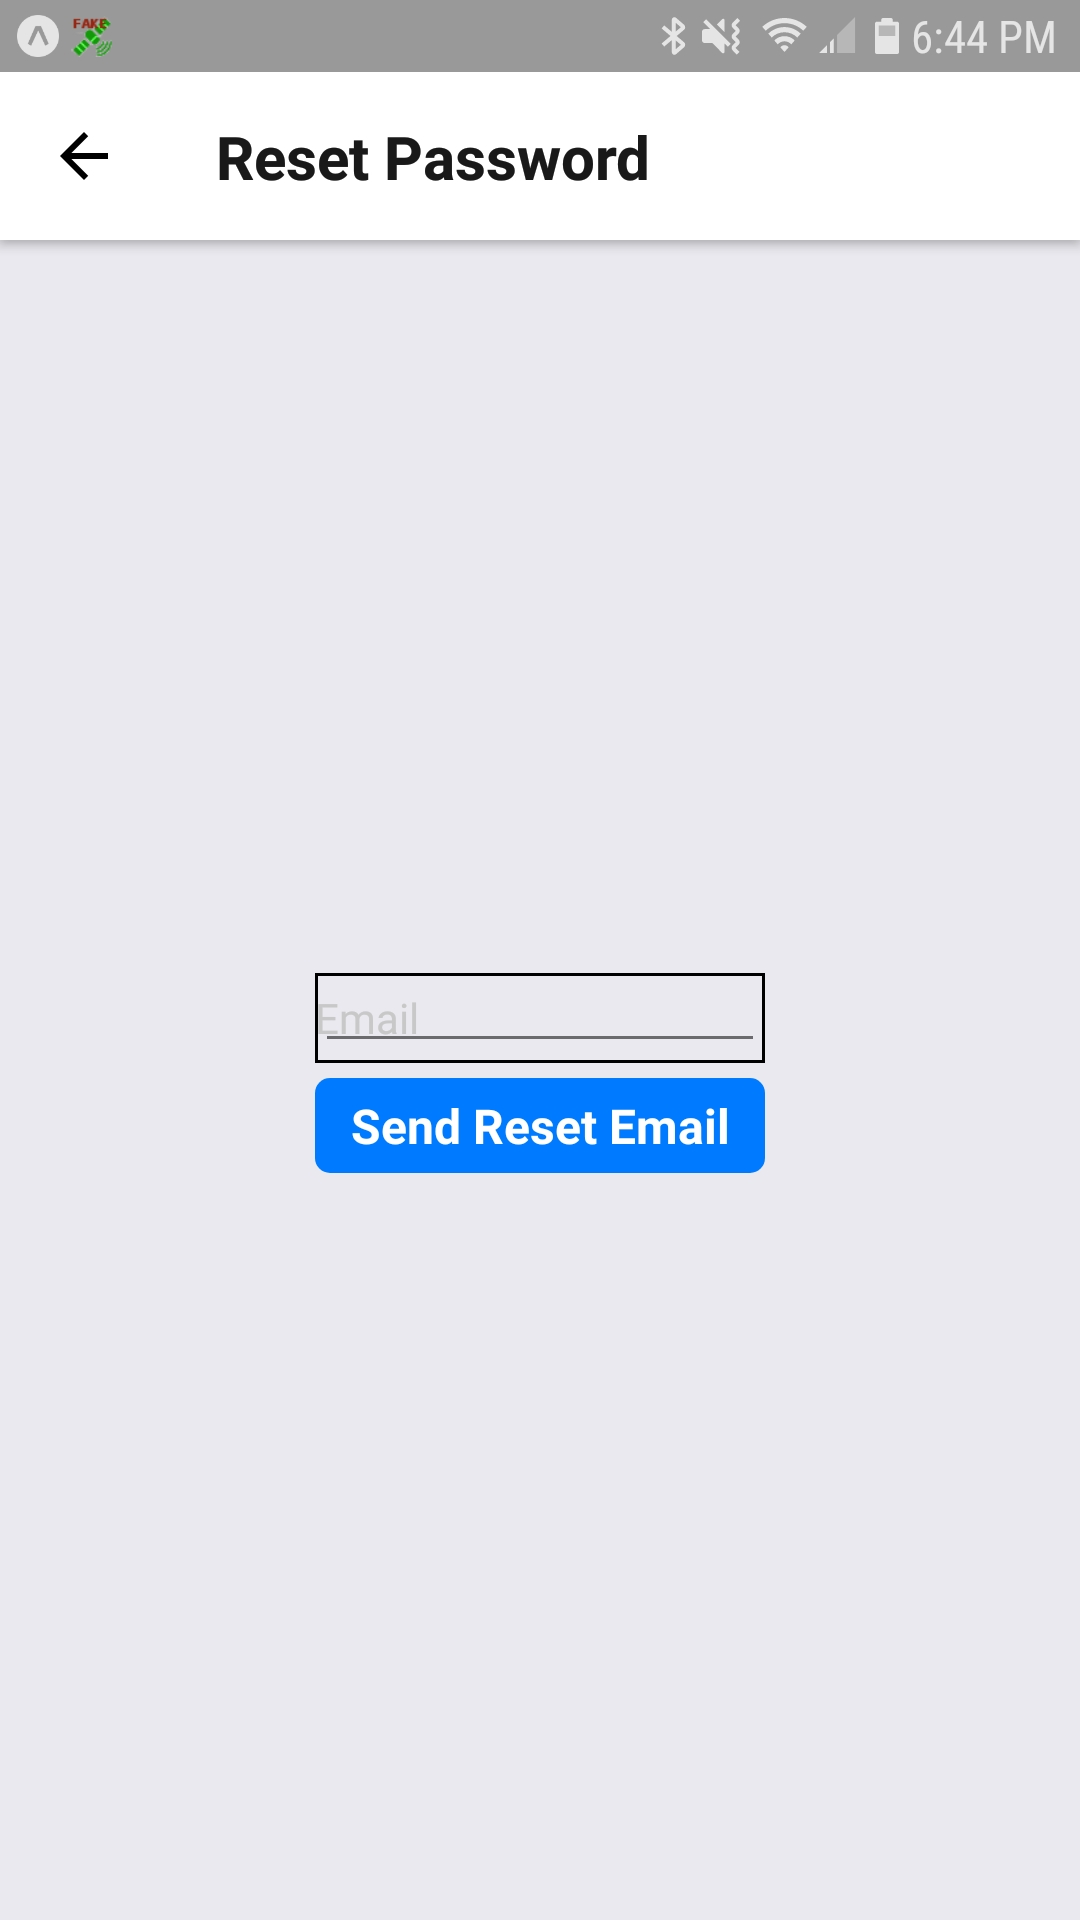 FAKE
6:44 PM
Reset Password
Email
Send Reset Email